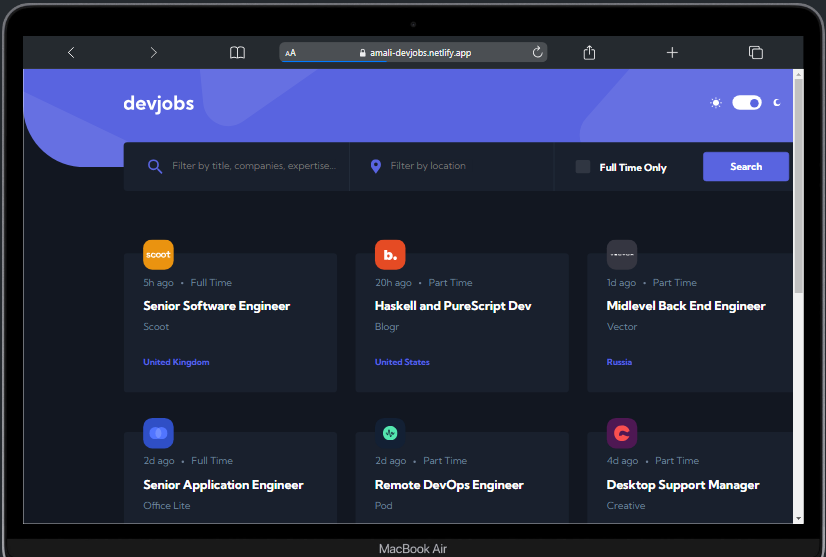 AA amali-devjobs.netlify.app
devjobs
Filter by title, companies, expertise...
Filter by location
Full Time Only
Search
scoot
b.
5h ago • Full Time
20h ago • Part Time
1d ago • Part Time
Senior Software Engineer
Haskell and PureScript Dev
Midlevel Back End Engineer
Scoot
Blogr
Vector
United Kingdom
United States
Russia
2d ago • Full Time
2d ago • Part Time
4d ago • Part Time
Senior Application Engineer
Remote DevOps Engineer
Desktop Support Manager
Office Lite
Pod
Creative
MacBook Air